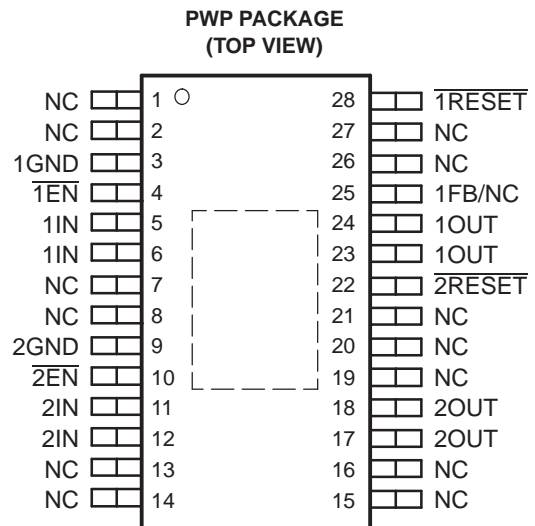 PWP PACKAGE
(TOP VIEW)
NC 1 28 1RESET
NC 2 27 NC
1GND 3 26 NC
1EN 4 25 1FB/NC
1IN 5 24 1OUT
1IN 6 23 1OUT
NC 7 22 2RESET
NC 8 21 NC
2GND 9 20 NC
2EN 10 19 NC
2IN 11 18 2OUT
2IN 12 17 2OUT
NC 13 16 NC
NC 14 15 NC